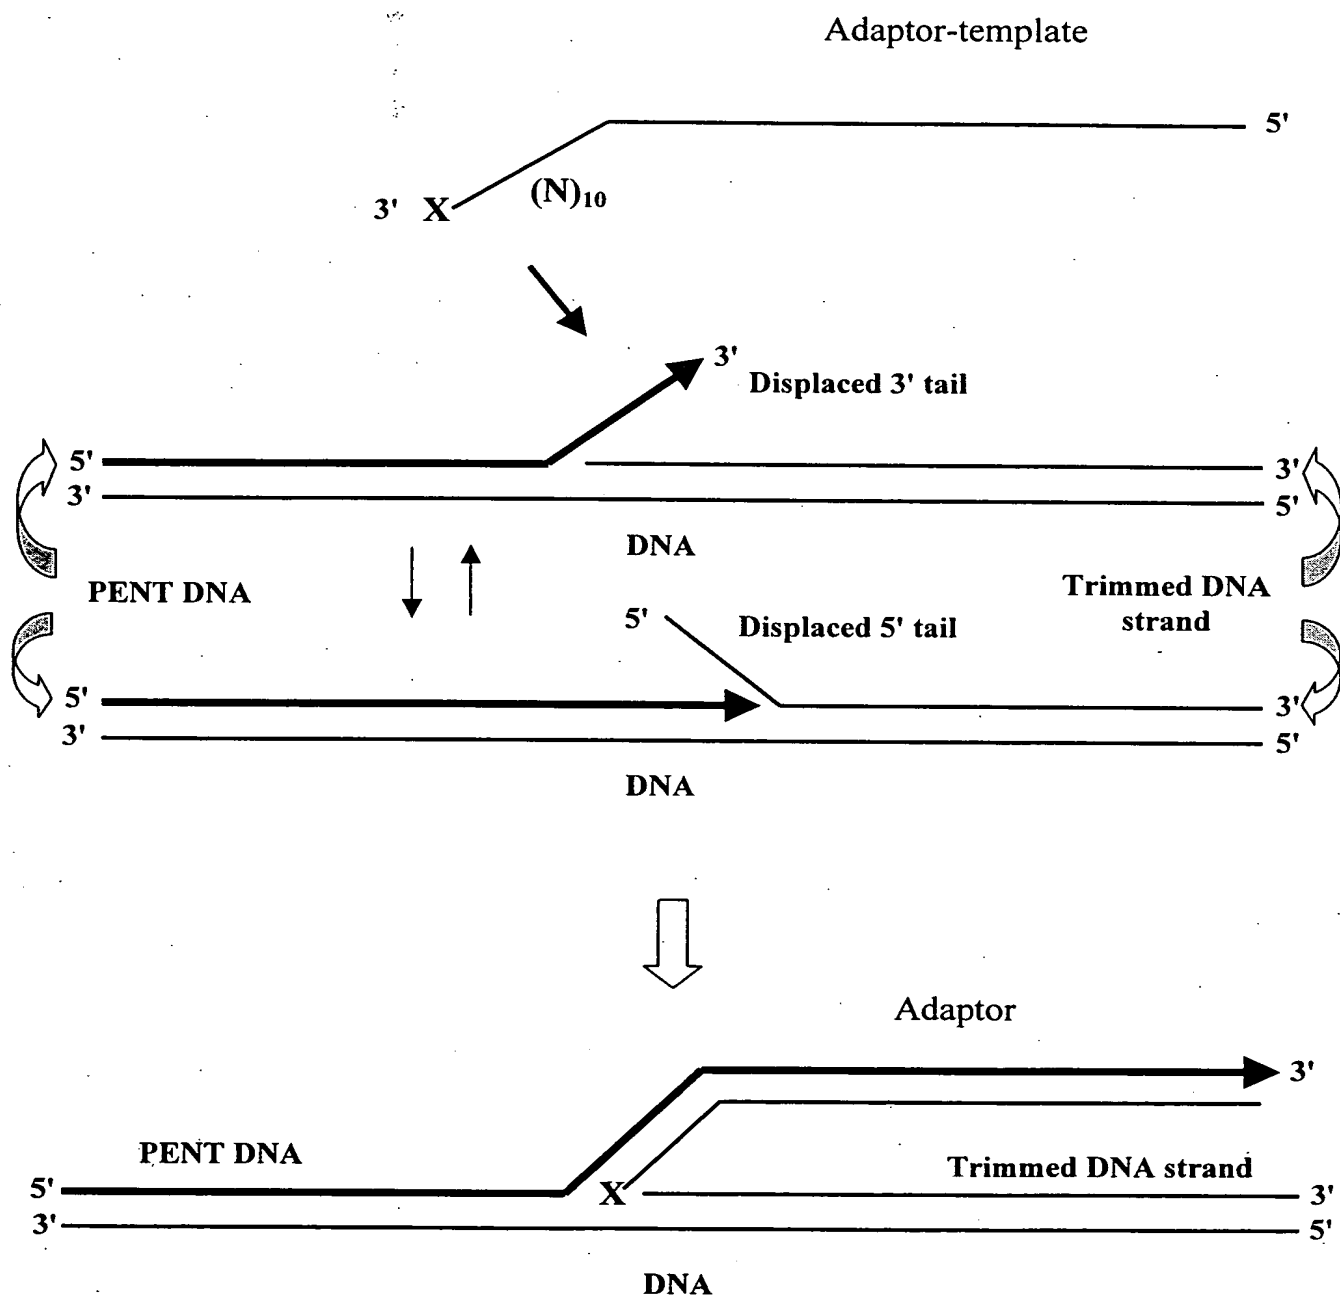 Adaptor-template
5'
3' X (N)₁₀
3'
Displaced 3' tail
5' 3'
3' 5'
DNA
PENT DNA Trimmed DNA
strand
5' Displaced 5' tail
5' 3'
3' 5'
DNA
Adaptor
3'
PENT DNA Trimmed DNA strand
5' X 3'
3' 5'
DNA